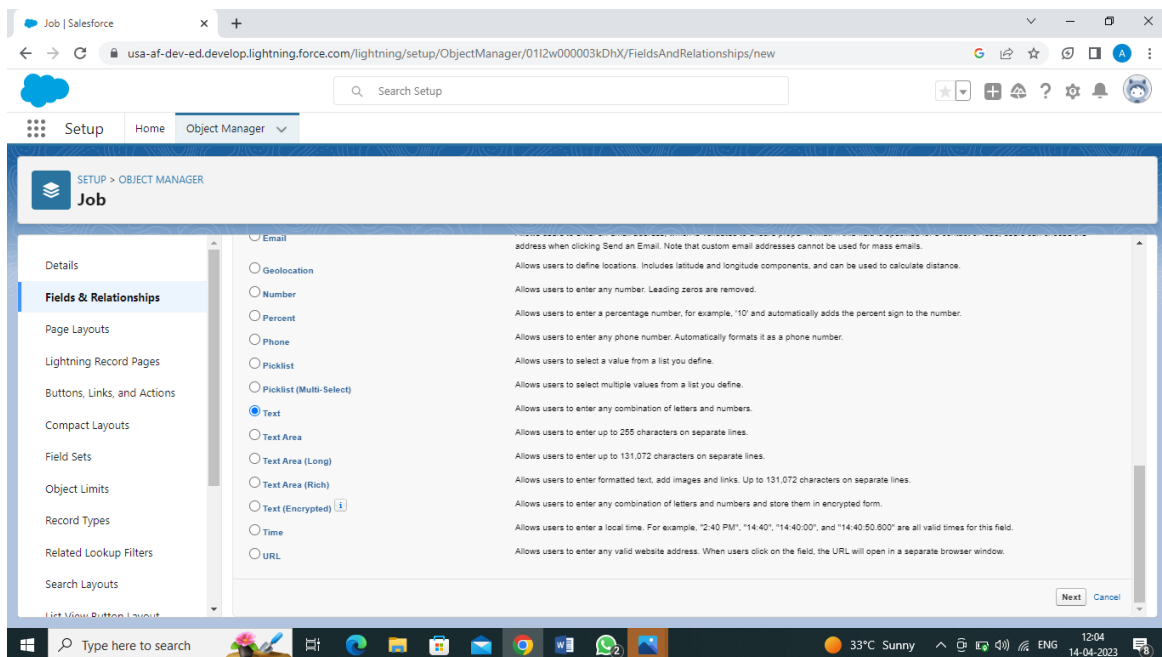 Job | Salesforce
usa-af-dev-ed.develop.lightning.force.com/lightning/setup/ObjectManager/01I2w000003kDhX/FieldsAndRelationships/new
G
A
Search Setup
Setup Home Object Manager
SETUP > OBJECT MANAGER
Job
Details
Fields & Relationships
Page Layouts
Lightning Record Pages
Buttons, Links, and Actions
Compact Layouts
Field Sets
Object Limits
Record Types
Related Lookup Filters
Search Layouts
List View Button Layout
Email
address when clicking Send an Email. Note that custom email addresses cannot be used for mass emails.
Geolocation Allows users to define locations. Includes latitude and longitude components, and can be used to calculate distance.
Number Allows users to enter any number. Leading zeros are removed.
Percent Allows users to enter a percentage number, for example, '10' and automatically adds the percent sign to the number.
Phone Allows users to enter any phone number. Automatically formats it as a phone number.
Picklist Allows users to select a value from a list you define.
Picklist (Multi-Select) Allows users to select multiple values from a list you define.
Text Allows users to enter any combination of letters and numbers.
Text Area Allows users to enter up to 255 characters on separate lines.
Text Area (Long) Allows users to enter up to 131,072 characters on separate lines.
Text Area (Rich) Allows users to enter formatted text, add images and links. Up to 131,072 characters on separate lines.
Text (Encrypted) i Allows users to enter any combination of letters and numbers and store them in encrypted form.
Time Allows users to enter a local time. For example, "2:40 PM", "14:40", "14:40:00", and "14:40:50.600" are all valid times for this field.
URL Allows users to enter any valid website address. When users click on the field, the URL will open in a separate browser window.
Next Cancel
Type here to search
2
33°C Sunny
ENG
12:04
14-04-2023
8